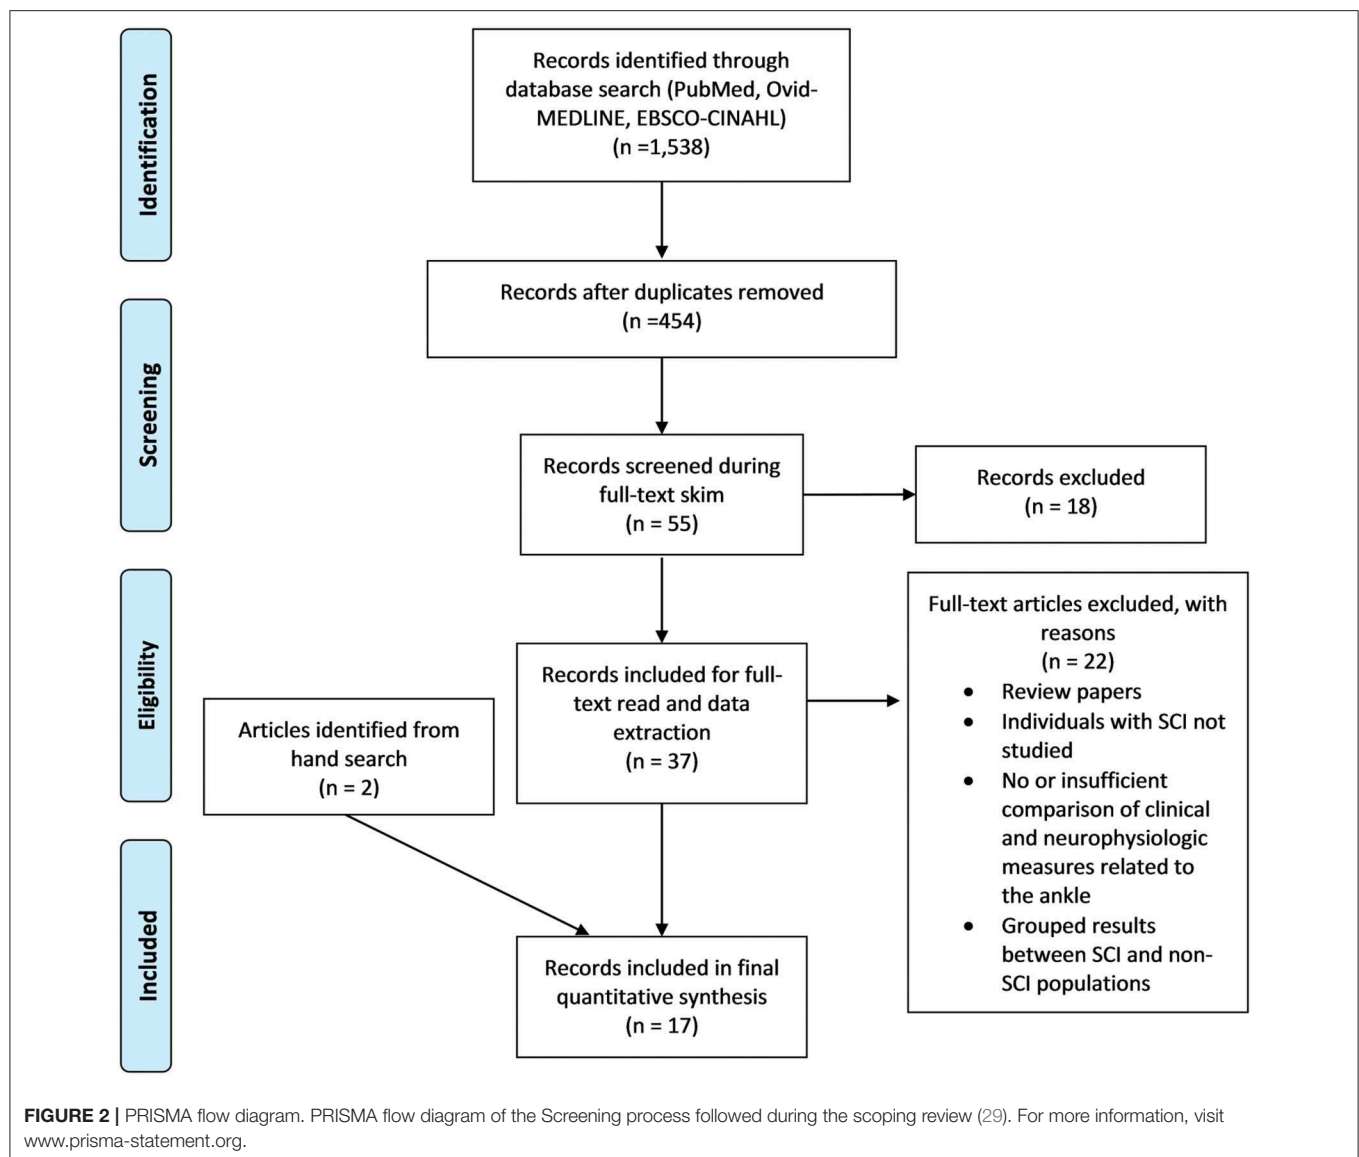 Identification
Records identified through
database search (PubMed, Ovid-
MEDLINE, EBSCO-CINAHL)
(n =1,538)
Records after duplicates removed
(n =454)
Screening
Records screened during
full-text skim
(n = 55)
Records excluded
(n = 18)
Eligibility
Records included for full-
text read and data
extraction
(n = 37)
Full-text articles excluded, with
reasons
(n = 22)
• Review papers
• Individuals with SCI not
studied
• No or insufficient
comparison of clinical
and neurophysiologic
measures related to
the ankle
• Grouped results
between SCI and non-
SCI populations
Articles identified from
hand search
(n = 2)
Included
Records included in final
quantitative synthesis
(n = 17)
FIGURE 2 | PRISMA flow diagram. PRISMA flow diagram of the Screening process followed during the scoping review (29). For more information, visit
www.prisma-statement.org.